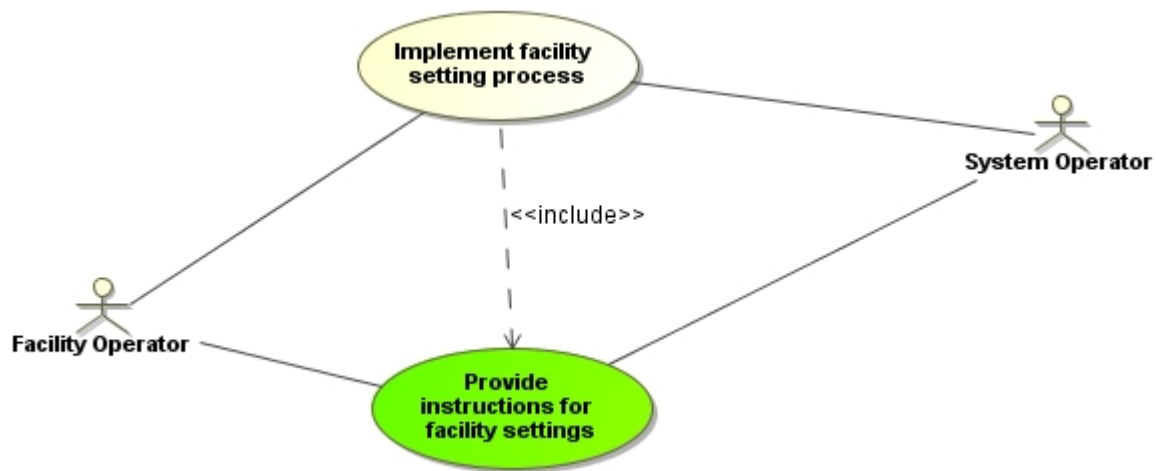 Implement facility
setting process
System Operator
<<include>>
Facility Operator
Provide
instructions for
facility settings